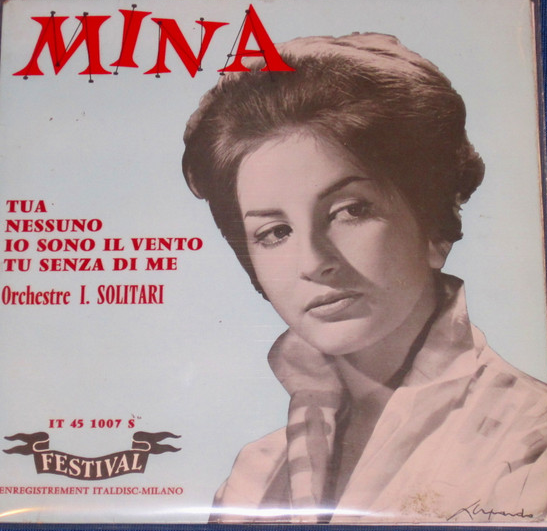 MINA
TUA
NESSUNO
IO SONO IL VENTO
TU SENZA DI ME
Orchestre I. SOLITARI
IT 45 1007 S
FESTIVAL
ENREGISTREMENT ITALDISC-MILANO